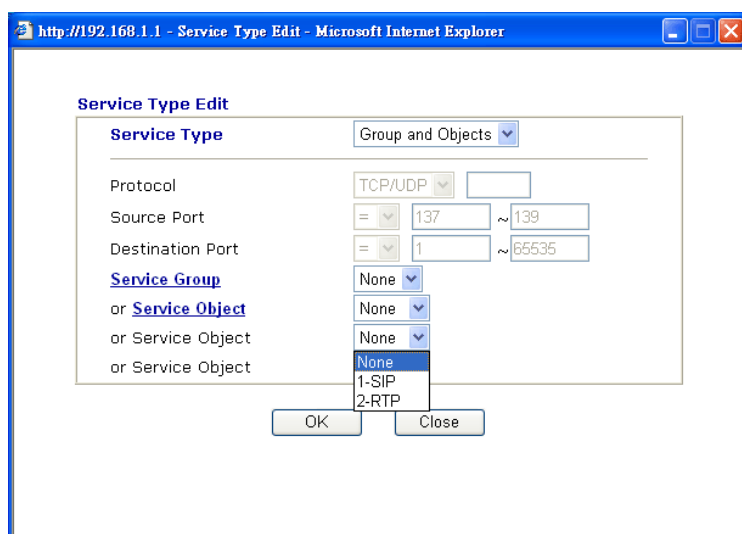 http://192.168.1.1 - Service Type Edit - Microsoft Internet Explorer
Service Type Edit
Service Type Group and Objects
Protocol TCP/UDP
Source Port = 137 ~ 139
Destination Port = 1 ~ 65535
Service Group None
or Service Object None
or Service Object None
None
or Service Object
1-SIP
2-RTP
OK Close